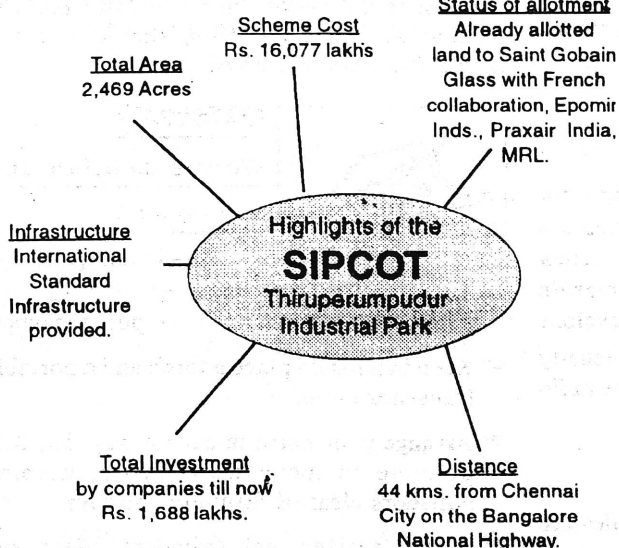 Status of allotment
Already allotted
land to Saint Gobain
Glass with French
collaboration, Epomir
Inds., Praxair India,
MRL.
Scheme Cost
Rs. 16,077 lakhs
Total Area
2,469 Acres
Infrastructure
International
Standard
Infrastructure
provided.
Highlights of the
SIPCOT
Thiruperumpudur
Industrial Park
Total Investment
by companies till now
Rs. 1,688 lakhs.
Distance
44 kms. from Chennai
City on the Bangalore
National Highway.